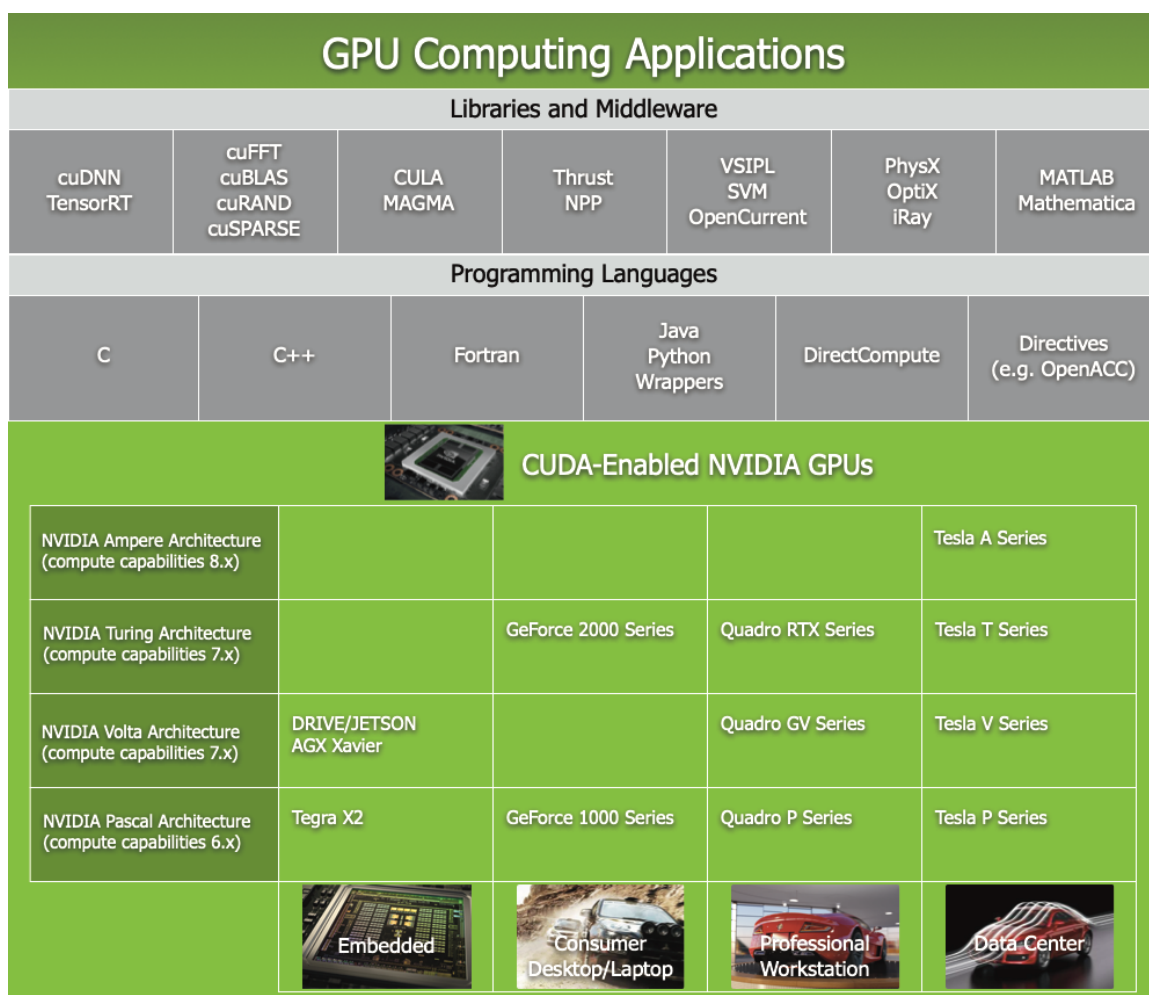 GPU Computing Applications
Libraries and Middleware
cuDNN
TensorRT
cuFFT
cuBLAS
cuRAND
cuSPARSE
CULA
MAGMA
Thrust
NPP
VSIPL
SVM
OpenCurrent
PhysX
OptiX
iRay
MATLAB
Mathematica
Programming Languages
C
C++
Fortran
Java
Python
Wrappers
DirectCompute
Directives
(e.g. OpenACC)
CUDA-Enabled NVIDIA GPUs
NVIDIA Ampere Architecture
(compute capabilities 8.x)
Tesla A Series
NVIDIA Turing Architecture
(compute capabilities 7.x)
GeForce 2000 Series
Quadro RTX Series
Tesla T Series
NVIDIA Volta Architecture
(compute capabilities 7.x)
DRIVE/JETSON
AGX Xavier
Quadro GV Series
Tesla V Series
NVIDIA Pascal Architecture
(compute capabilities 6.x)
Tegra X2
GeForce 1000 Series
Quadro P Series
Tesla P Series
Embedded
Consumer
Desktop/Laptop
Professional
Workstation
Data Center